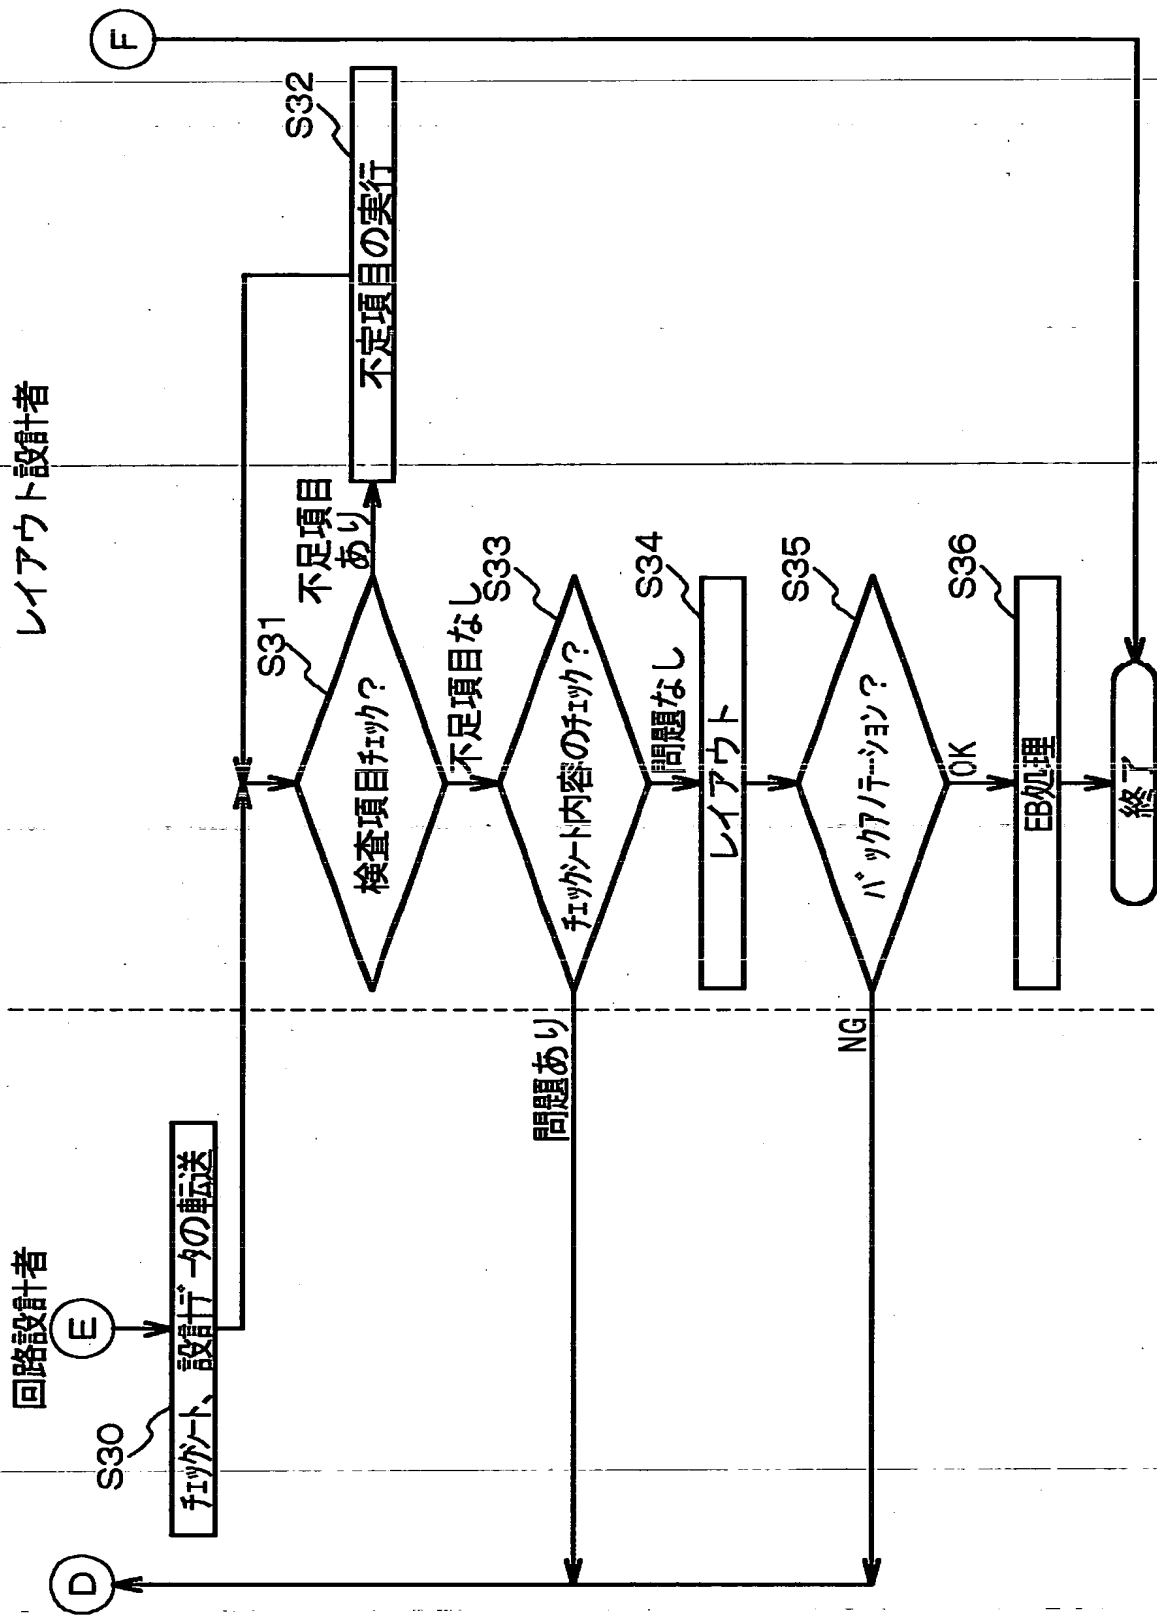 回路設計者
レイアウト設計者
D
E
F
S30
チェックシート、設計データの転送
S31
検査項目チェック?
不足項目
あり
S32
不定項目の実行
不足項目なし
S33
チェックシート内容のチェック?
問題あり
問題なし
S34
レイアウト
S35
バックアノテーション?
NG
OK
S36
EB処理
終了